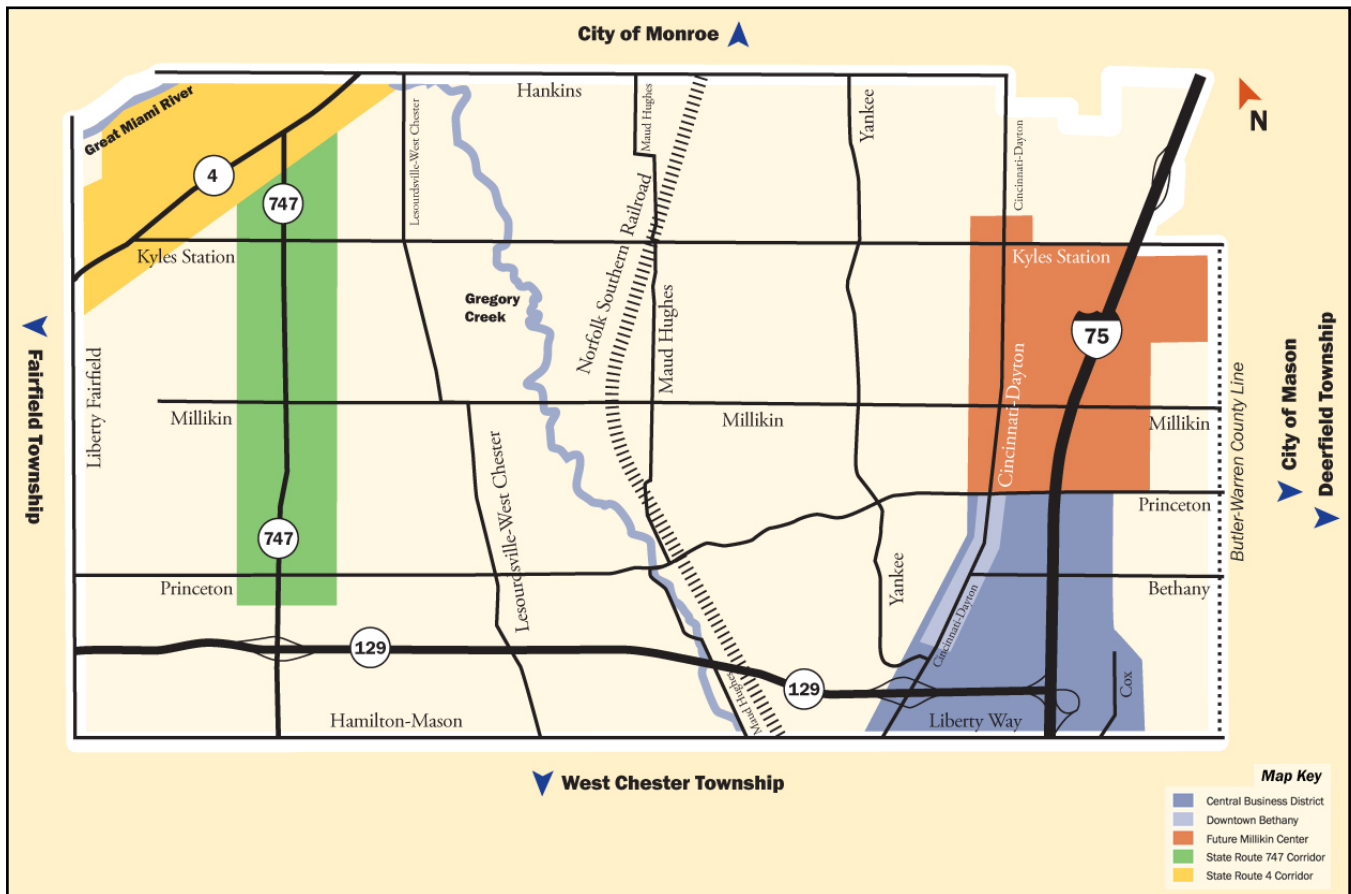 City of Monroe
N
Great Miami River
Hankins
Lesourdsville-West Chester
Maud Hughes
Yankee
Cincinnati-Dayton
4
747
Norfolk Southern Railroad
Kyles Station
Kyles Station
Gregory
Creek
75
Fairfield Township
Liberty Fairfield
Maud Hughes
Cincinnati-Dayton
Butler-Warren County Line
City of Mason
Deerfield Township
Millikin
Millikin
Millikin
Lesourdsville-West Chester
747
Princeton
Princeton
Yankee
Bethany
Cincinnati-Dayton
129
129
Maud Hughes
Cox
Hamilton-Mason
Liberty Way
West Chester Township
Map Key
Central Business District
Downtown Bethany
Future Millikin Center
State Route 747 Corridor
State Route 4 Corridor